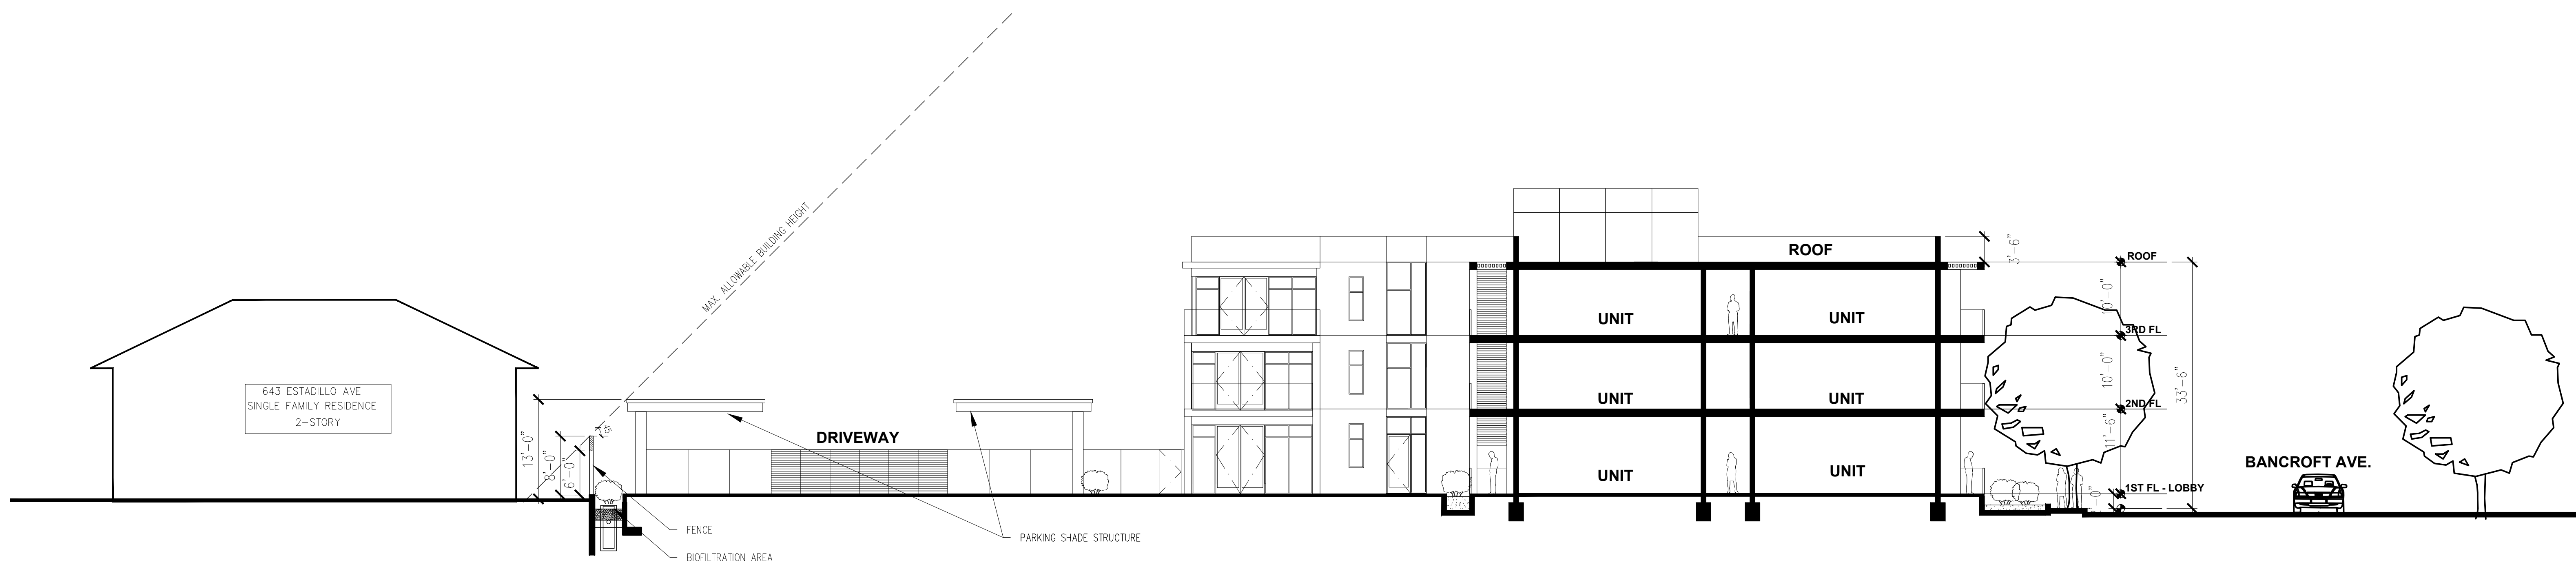 MAX. ALLOWABLE BUILDING HEIGHT
643 ESTADILLO AVE
SINGLE FAMILY RESIDENCE
2-STORY
13'-0"
8'-0"
6'-0"
45
DRIVEWAY
FENCE
BIOFILTRATION AREA
PARKING SHADE STRUCTURE
ROOF
UNIT
UNIT
UNIT
UNIT
UNIT
UNIT
3'-6"
ROOF
10'-0"
3RD FL
10'-0"
2ND FL
11'-6"
1ST FL - LOBBY
33'-6"
BANCROFT AVE.